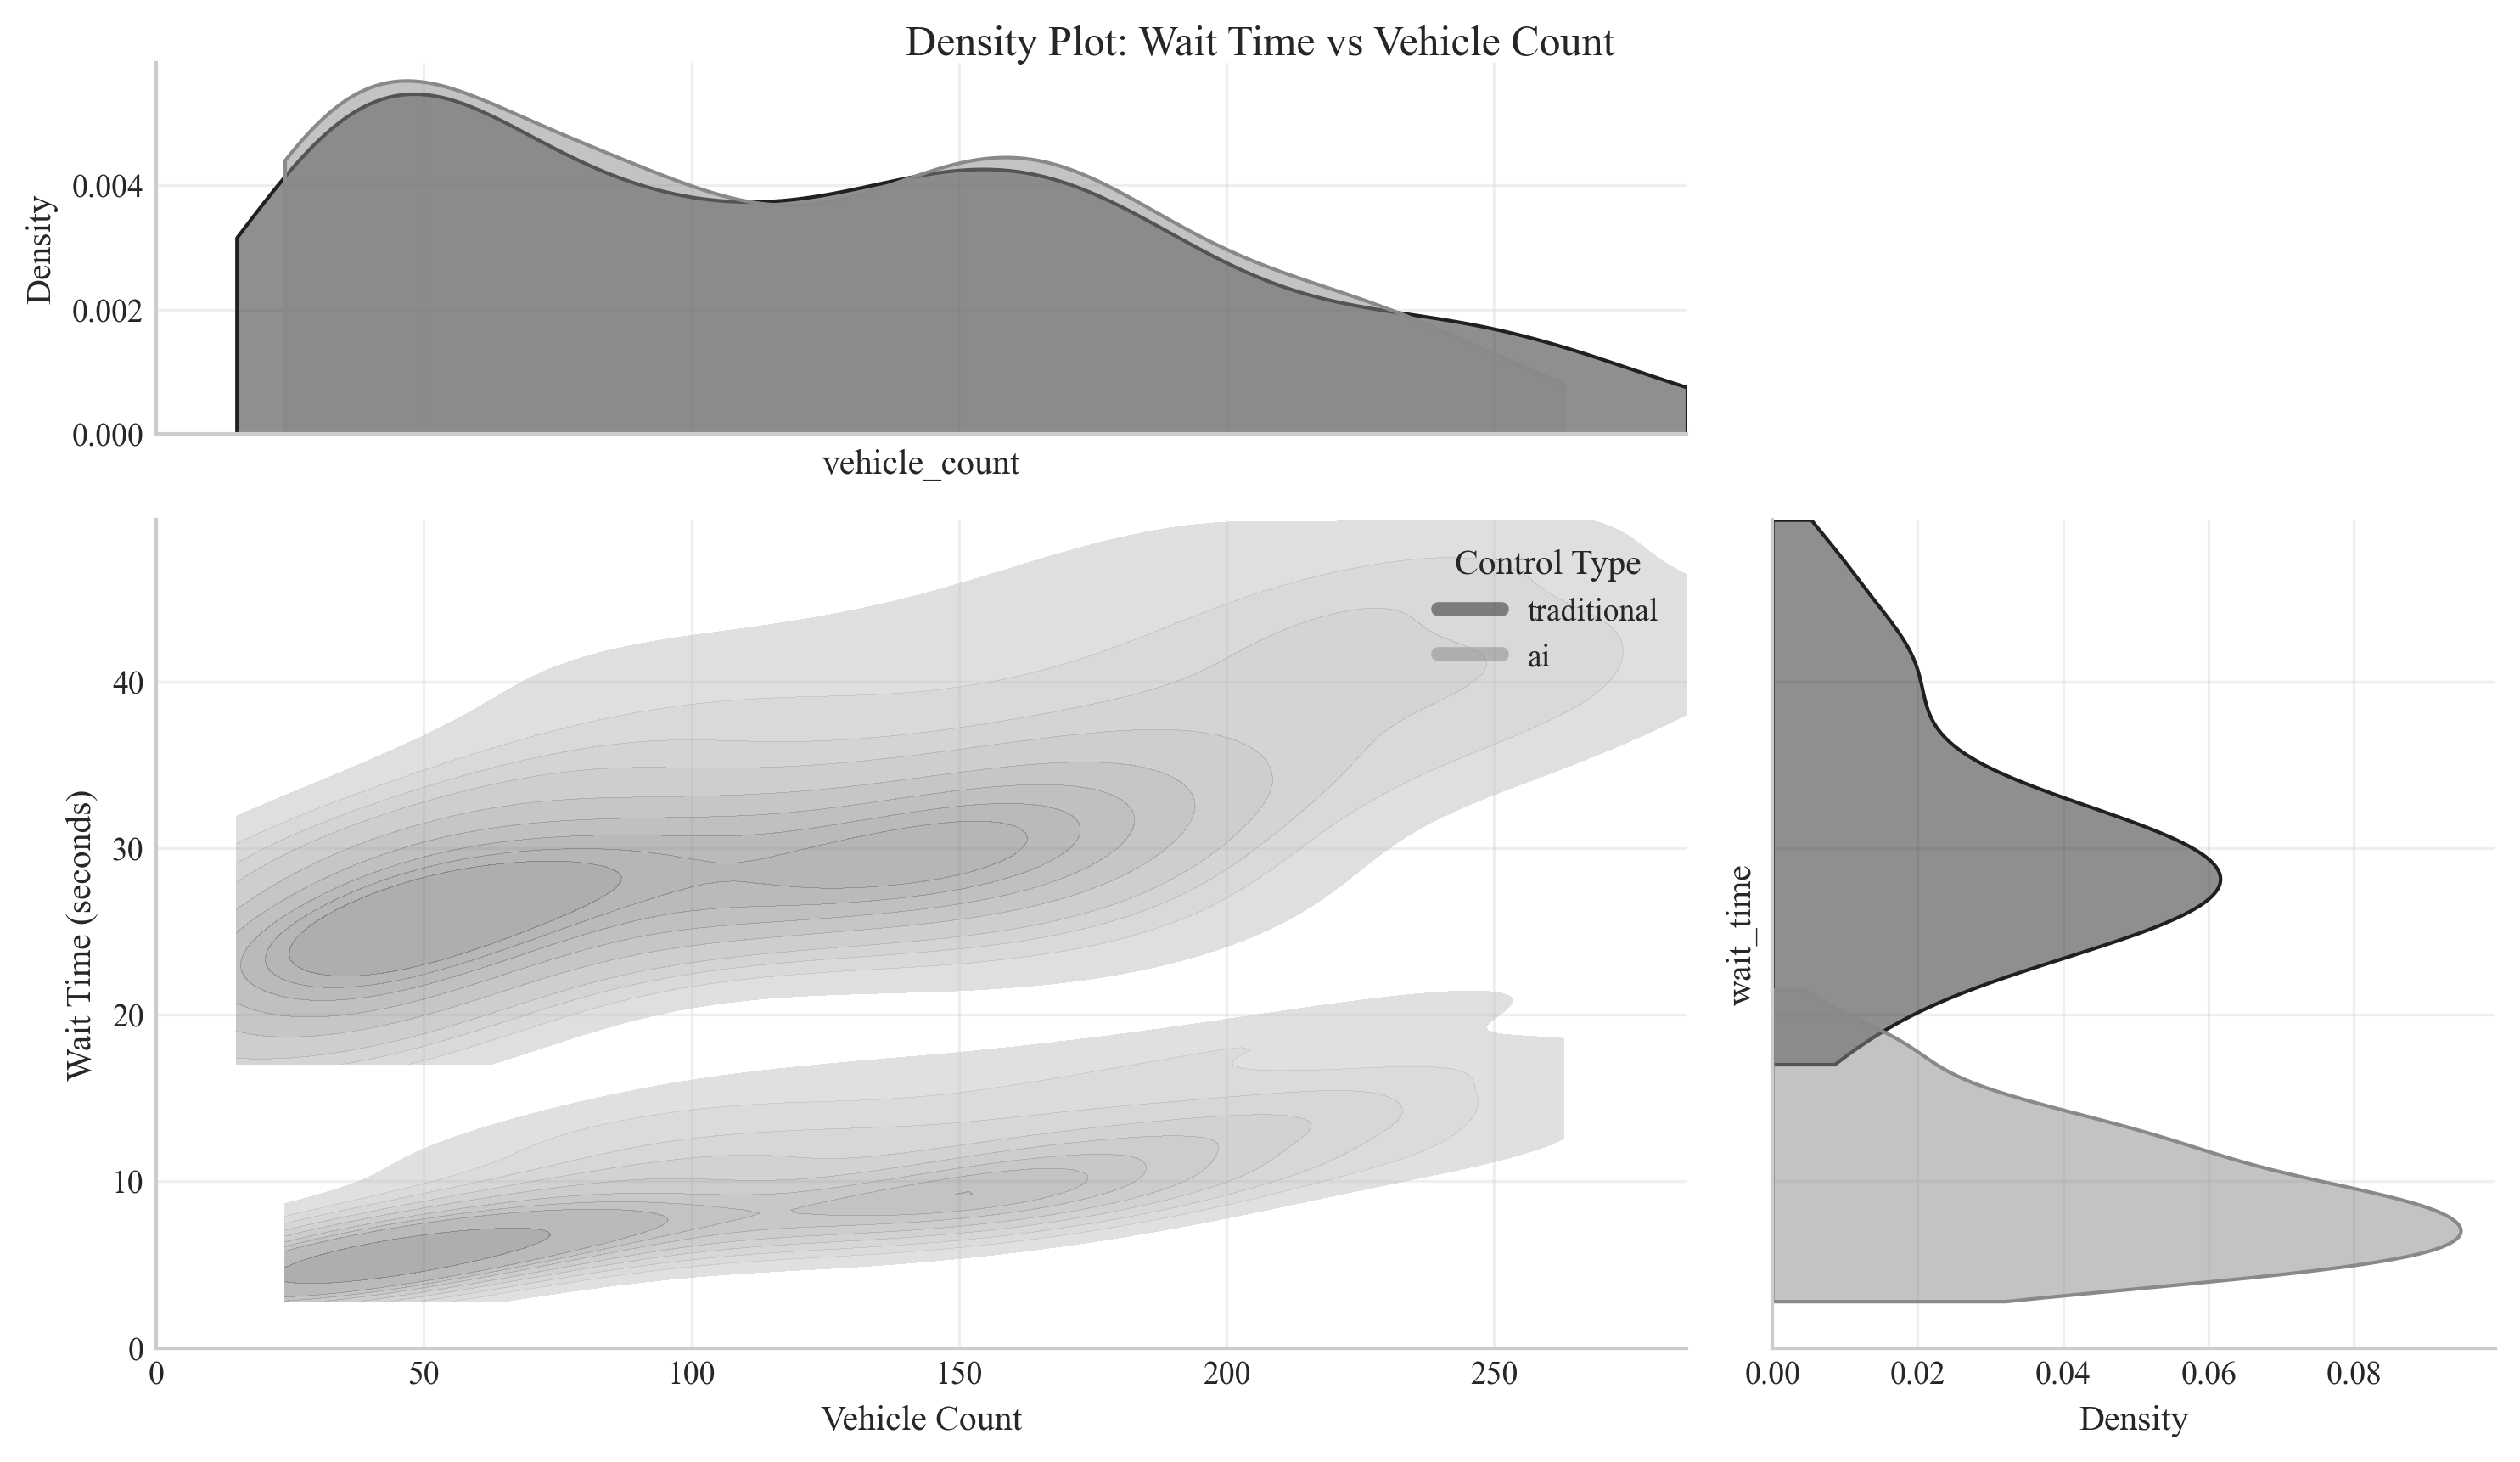 Density Plot: Wait Time vs Vehicle Count
Density
0.004
0.002
0.000
vehicle_count
Control Type
traditional
ai
Wait Time (seconds)
40
30
20
10
0
0 50 100 150 200 250
Vehicle Count
wait_time
0.00 0.02 0.04 0.06 0.08
Density